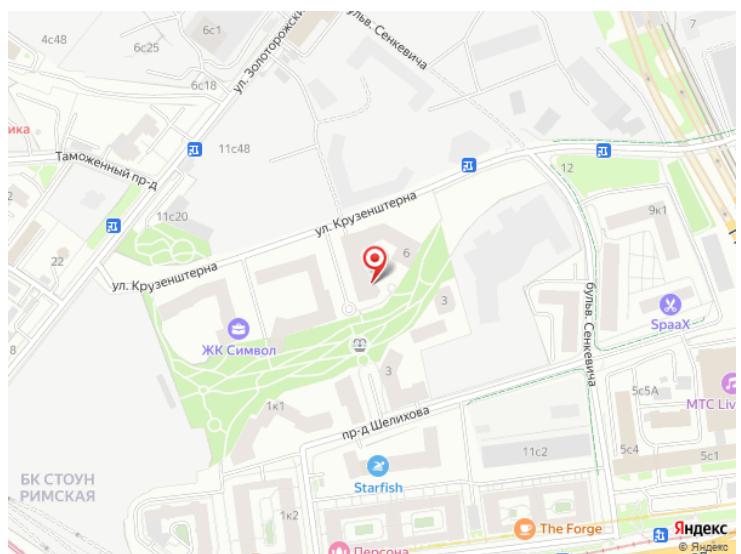 6с1
4с48
6с25
ул. Золоторожский
бульв. Сенкевича
6с18
ика
11с48
Таможенный пр-д
12
2
11с20
9к1
ул. Крузенштерна
6
22
ул. Крузенштерна
3
бульв. Сенкевича
SpaaX
ЖК Символ
8
3
5с5А
МТС Liv
1к1
пр-д Шелихова
5с4
5с1
11с2
БК СТОУН
РИМСКАЯ
Starfish
1к2
The Forge
Яндекс
Персона
© Яндекс